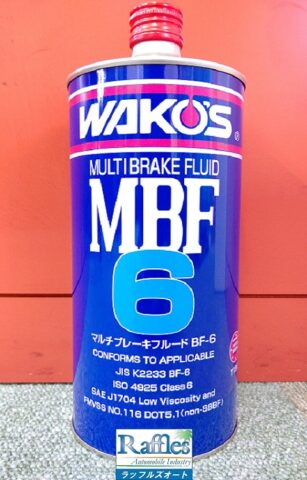 WAKO'S®
MULTI BRAKE FLUID
MBF
6
マルチブレーキフルード BF-6
CONFORMS TO APPLICABLE
JIS K2233 BF-6
ISO 4925 Class6
SAE J1704 Low Viscosity and
FMVSS NO.116 DOT5.1(non-SBBF)
Raffles
Automobile Industry
ラッフルズオート